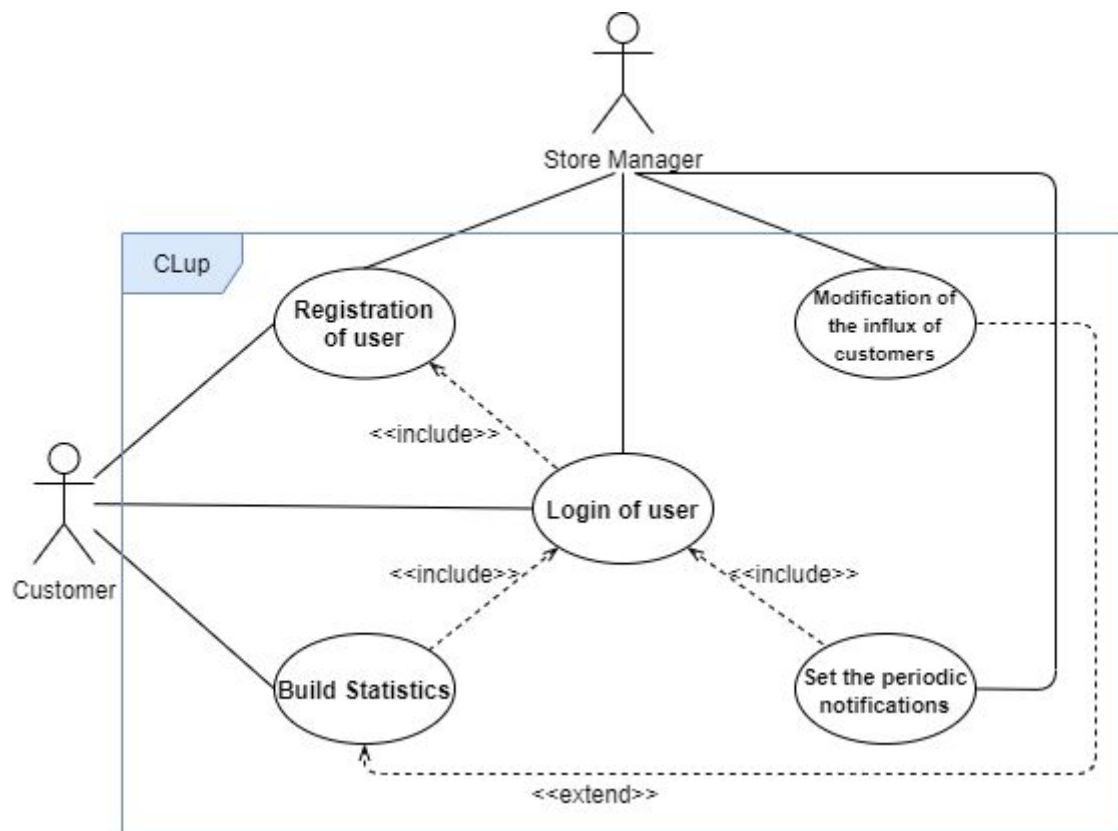 Store Manager
CLup
Registration
of user
Modification of
the influx of
customers
<<include>>
Login of user
Customer
<<include>>
<<include>>
Build Statistics
Set the periodic
notifications
<<extend>>